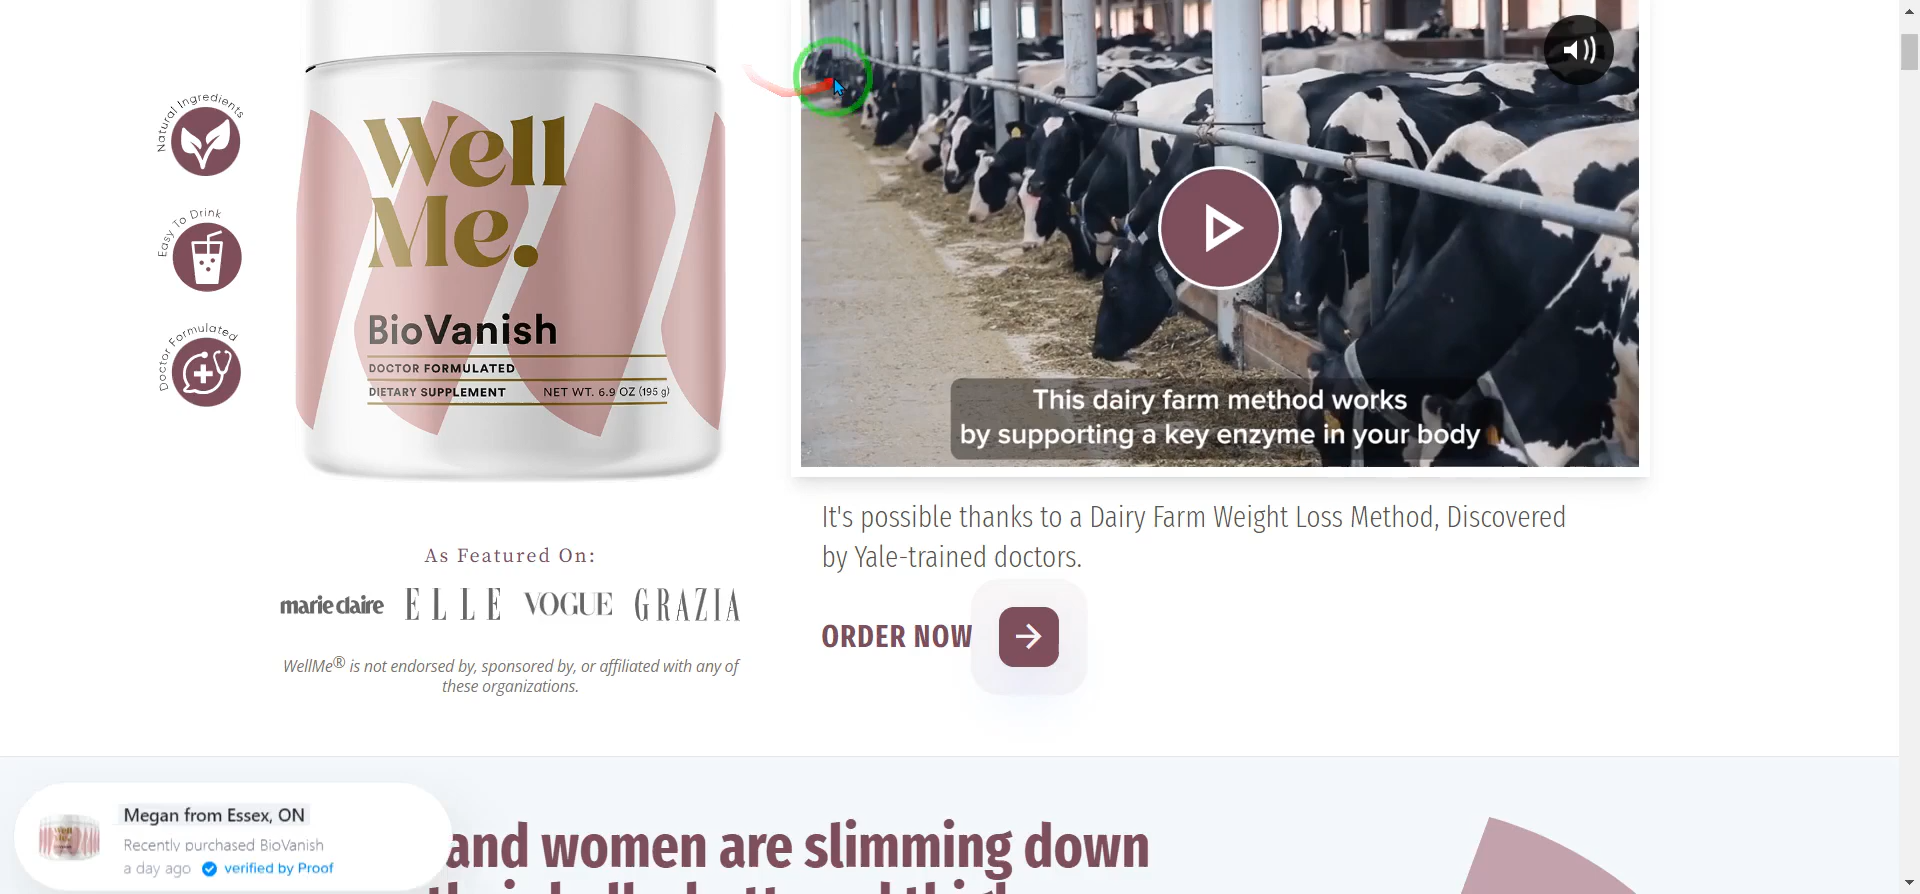 Natural Ingredients
Easy To Drink
Doctor Formulated
Well
Me.
BioVanish
DOCTOR FORMULATED
DIETARY SUPPLEMENT NET WT. 6.9 OZ (195 g)
As Featured On:
marie claire ELLE VOGUE GRAZIA
WellMe® is not endorsed by, sponsored by, or affiliated with any of
these organizations.
This dairy farm method works
by supporting a key enzyme in your body
It's possible thanks to a Dairy Farm Weight Loss Method, Discovered
by Yale-trained doctors.
ORDER NOW
and women are slimming down
Megan from Essex, ON
Recently purchased BioVanish
a day ago verified by Proof